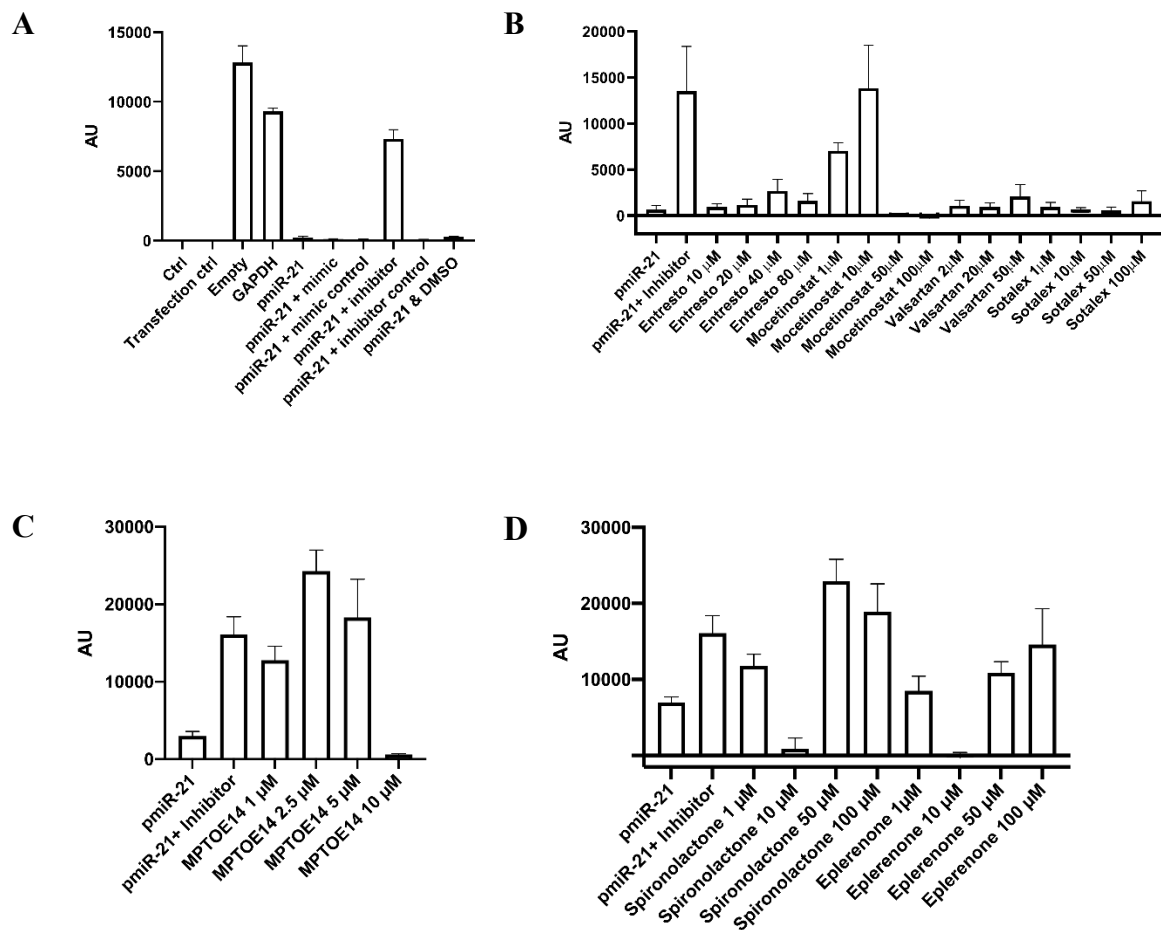 A
AU
15000
10000
5000
0
Ctrl
Transfection ctrl
Empty
GAPDH
pmiR-21
pmiR-21 + mimic
pmiR-21 + mimic control
pmiR-21 + inhibitor
pmiR-21 + inhibitor control
pmiR-21 & DMSO
B
AU
20000
15000
10000
5000
0
pmiR-21
pmiR-21+ Inhibitor
Entresto 10 μM
Entresto 20 μM
Entresto 40 μM
Entresto 80 μM
Mocetinostat 1μM
Mocetinostat 10μM
Mocetinostat 50μM
Mocetinostat 100μM
Valsartan 2μM
Valsartan 20μM
Valsartan 50μM
Sotalex 1μM
Sotalex 10μM
Sotalex 50μM
Sotalex 100μM
C
AU
30000
20000
10000
0
pmiR-21
pmiR-21+ Inhibitor
MPTOE14 1 μM
MPTOE14 2.5 μM
MPTOE14 5 μM
MPTOE14 10 μM
D
AU
30000
20000
10000
pmiR-21
pmiR-21+ Inhibitor
Spironolactone 1 μM
Spironolactone 10 μM
Spironolactone 50 μM
Spironolactone 100 μM
Eplerenone 1μM
Eplerenone 10 μM
Eplerenone 50 μM
Eplerenone 100 μM